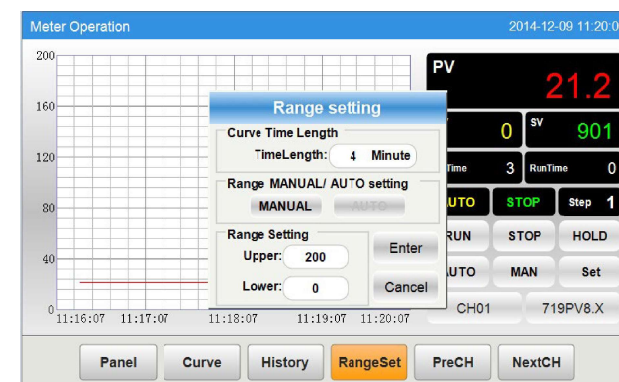 Meter Operation 2014-12-09 11:20:0
200
160
120
80
40
0
11:16:07 11:17:07 11:18:07 11:19:07 11:20:07
Range setting
Curve Time Length
TimeLength: 4 Minute
Range MANUAL/ AUTO setting
MANUAL AUTO
Range Setting
Upper: 200
Lower: 0
Enter
Cancel
PV
21.2
0 SV 901
Time 3 RunTime 0
UTO STOP Step 1
RUN STOP HOLD
UTO MAN Set
CH01 719PV8.X
Panel Curve History RangeSet PreCH NextCH